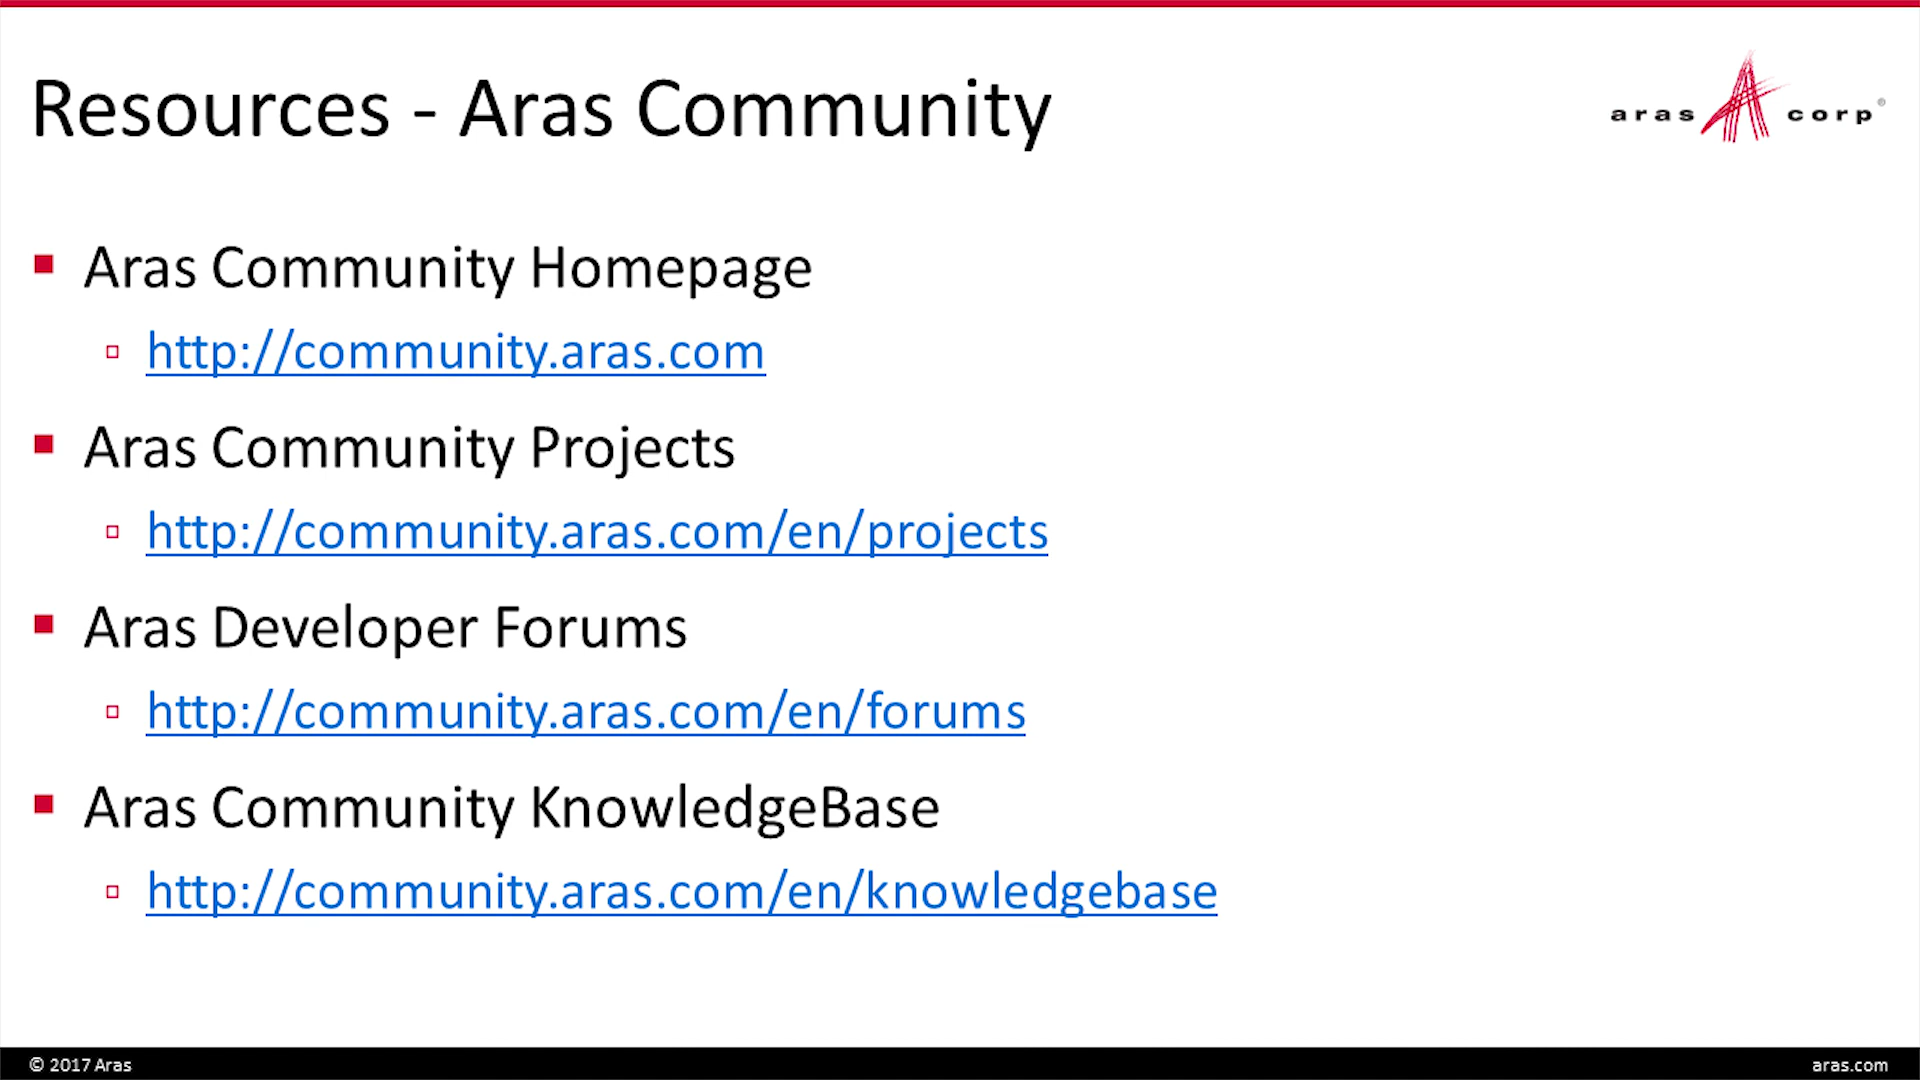 Resources - Aras Community
aras corp®
Aras Community Homepage
http://community.aras.com
Aras Community Projects
http://community.aras.com/en/projects
Aras Developer Forums
http://community.aras.com/en/forums
Aras Community KnowledgeBase
http://community.aras.com/en/knowledgebase
© 2017 Aras
aras.com